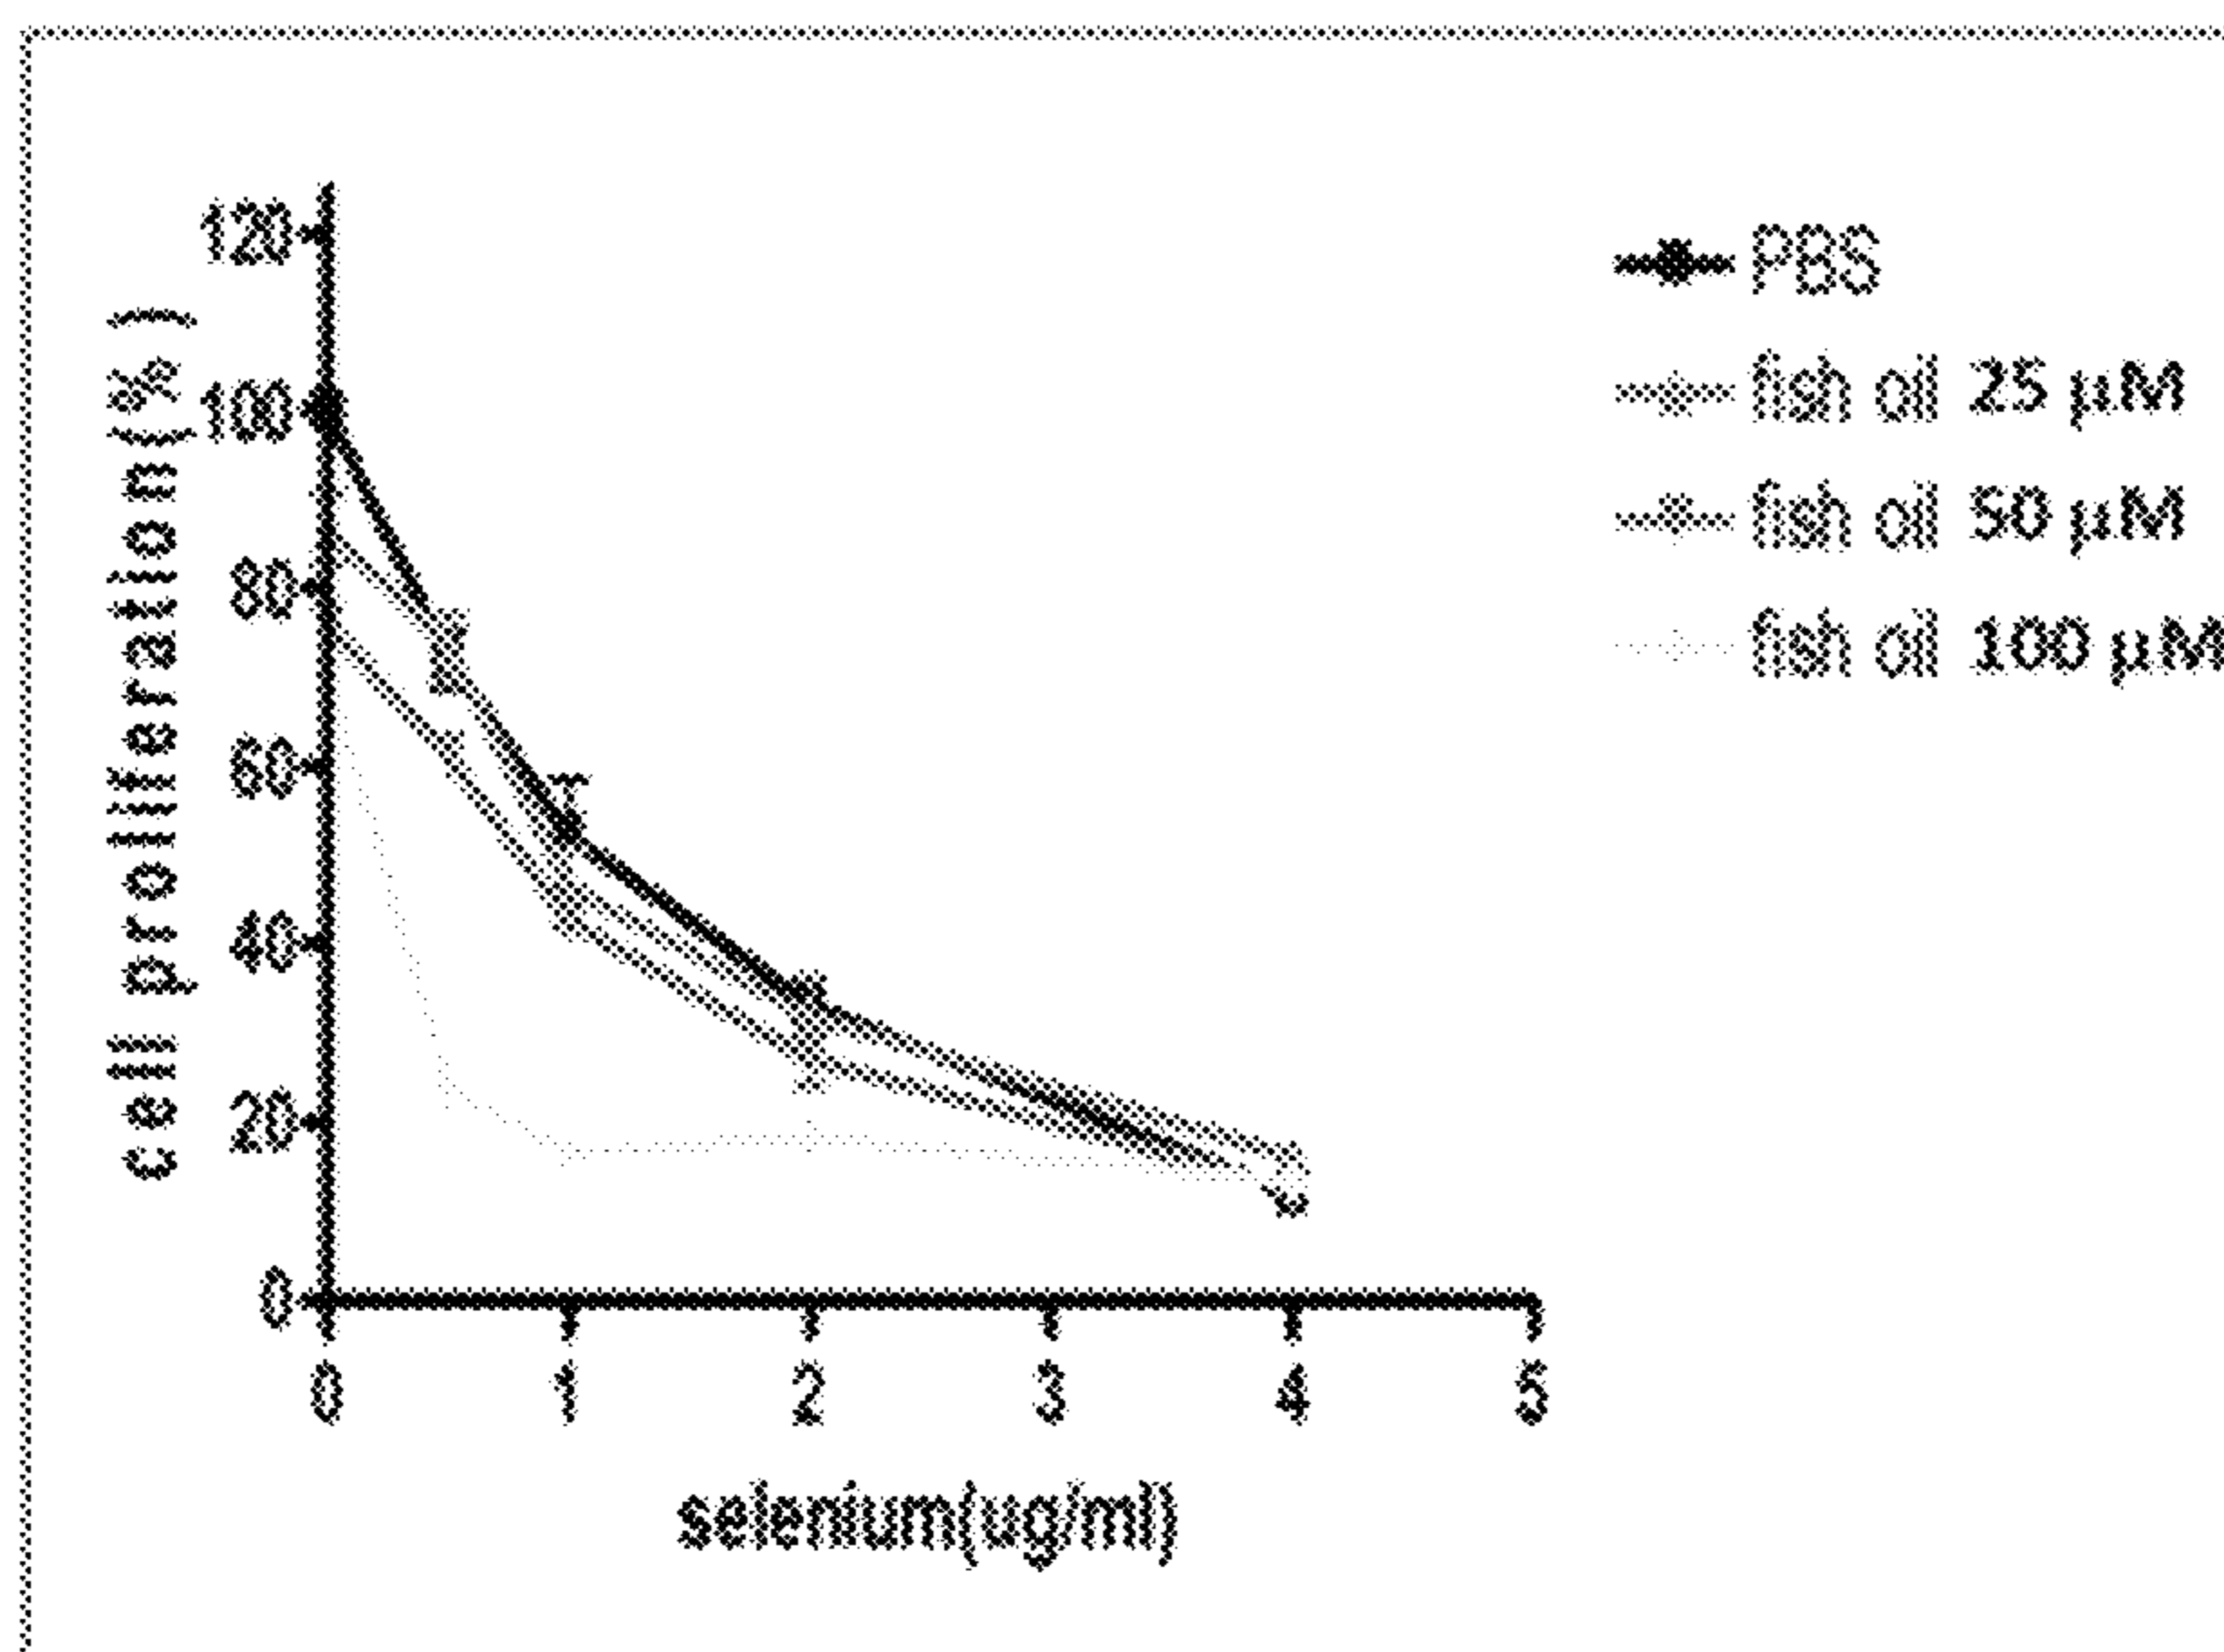 cell proliferation(%)
120
100
80
60
40
20
0
0 1 2 3 4 5
selenium(ug/ml)
PBS
fish oil 25 µM
fish oil 50 µM
fish oil 100 µM